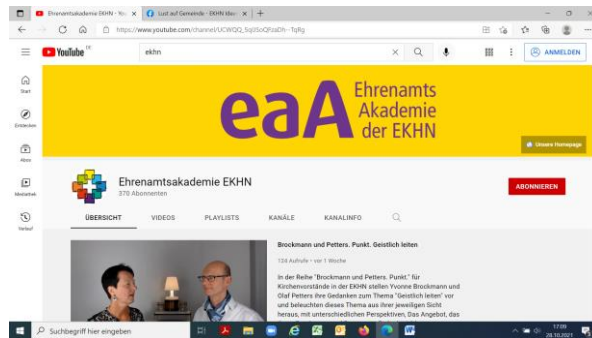 Ehrenamtsakademie EKHN - You
Lust auf Gemeinde - EKHN Ideen
https://www.youtube.com/channel/
YouTube DE
ekhn
ANMELDEN
Start
Entdecken
Abos
Mediathek
Verlauf
eaA
Ehrenamts
Akademie
der EKHN
Unsere Homepage
Ehrenamtsakademie EKHN
379 Abonnenten
ABONNIEREN
ÜBERSICHT VIDEOS PLAYLISTS KANÄLE KANALINFO
Brockmann und Petters. Punkt. Geistlich leiten
124 Aufrufe • vor 1 Woche
In der Reihe "Brockmann und Petters. Punkt." für
Kirchenvorstände in der EKHN stellen Yvonne Brockmann und
Olaf Petters ihre Gedanken zum Thema "Geistlich leiten" vor
und beleuchten dieses Thema aus ihrer jeweiligen Sicht
heraus, mit unterschiedlichen Perspektiven. Das Angebot, das
Suchbegriff hier eingeben
17:09
28.10.2021